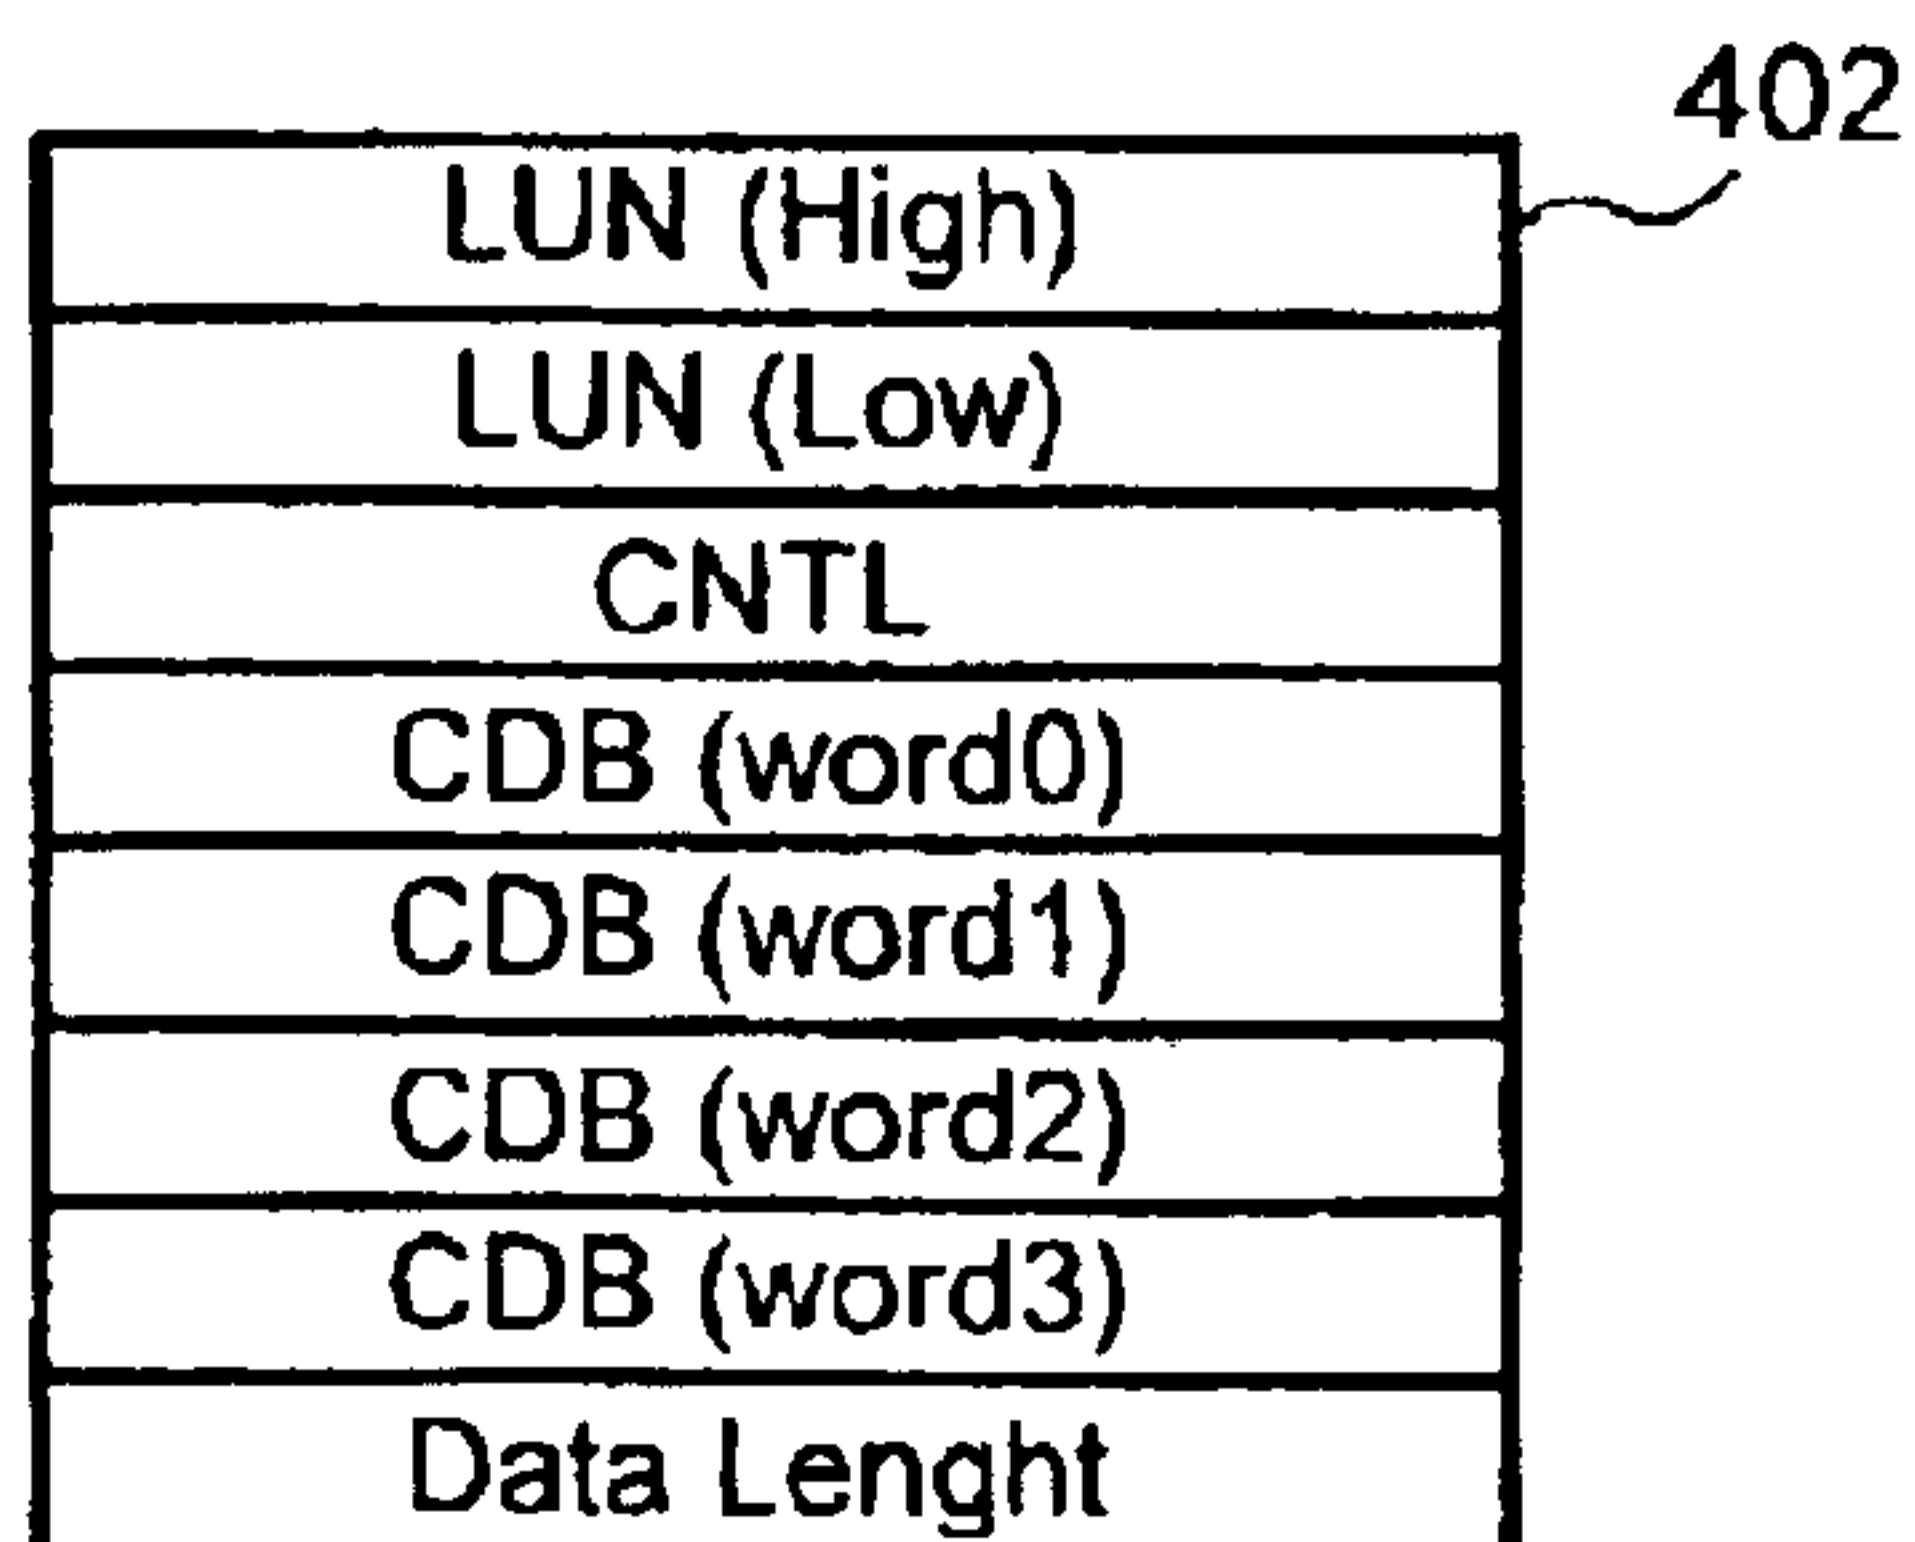 402
LUN (High)
LUN (Low)
CNTL
CDB (word0)
CDB (word1)
CDB (word2)
CDB (word3)
Data Lenght